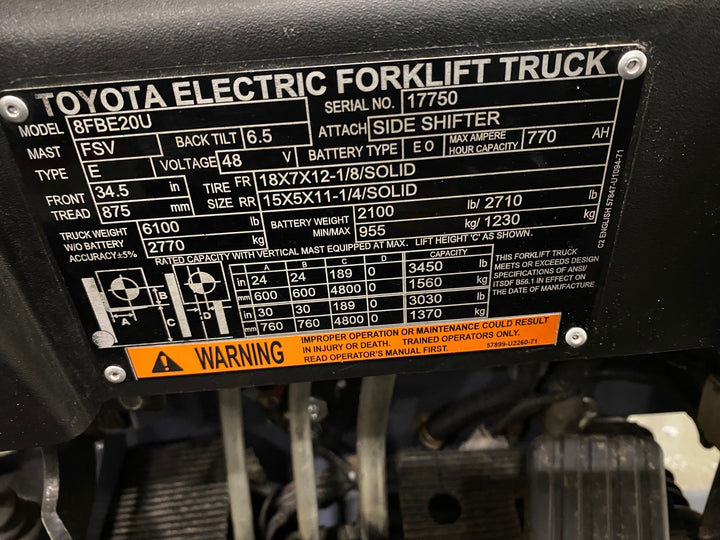 TOYOTA ELECTRIC FORKLIFT TRUCK
MODEL 8FBE20U SERIAL NO. 17750
MAST FSV BACK TILT 6.5 ATTACH SIDE SHIFTER
TYPE E VOLTAGE 48 V BATTERY TYPE E O MAX AMPERE HOUR CAPACITY 770 AH
FRONT TREAD 34.5 in TIRE SIZE FR 18X7X12-1/8/SOLID
875 mm RR 15X5X11-1/4/SOLID
TRUCK WEIGHT W/O BATTERY ACCURACY±5% 6100 lb BATTERY WEIGHT MIN/MAX 2100 lb/ 2710
2770 kg 955 kg/ 1230
RATED CAPACITY WITH VERTICAL MAST EQUIPPED AT MAX. LIFT HEIGHT 'C' AS SHOWN.
A B C D CAPACITY
in 24 24 189 0 3450 lb
mm 600 600 4800 0 1560 kg
in 30 30 189 0 3030 lb
mm 760 760 4800 0 1370 kg
A B C D
THIS FORKLIFT TRUCK
MEETS OR EXCEEDS DESIGN
SPECIFICATIONS OF ANSI/
ITSDF B56.1 IN EFFECT ON
THE DATE OF MANUFACTURE
C2 ENGLISH 57847-U1094-71
WARNING
IMPROPER OPERATION OR MAINTENANCE COULD RESULT
IN INJURY OR DEATH. TRAINED OPERATORS ONLY.
READ OPERATOR'S MANUAL FIRST. 57899-U2260-71